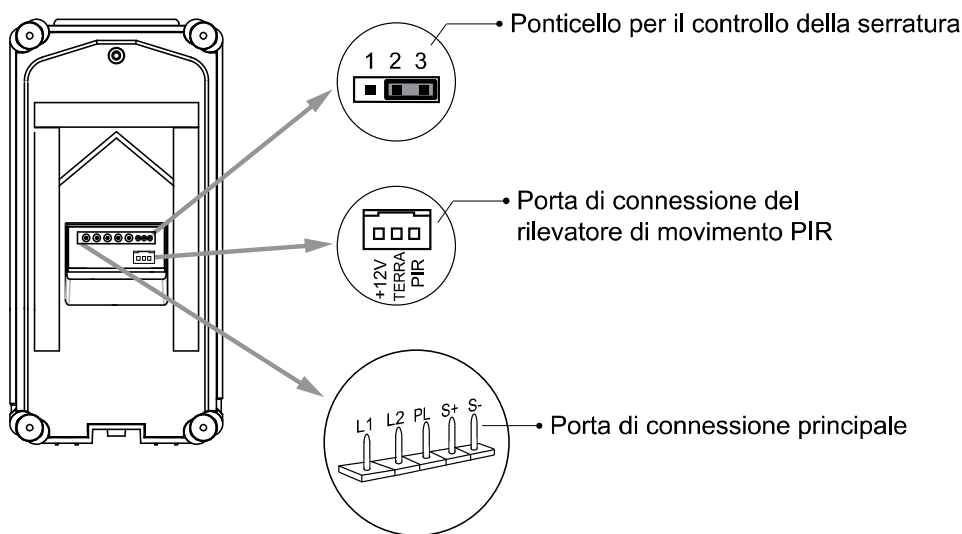 • Ponticello per il controllo della serratura
1 2 3
• Porta di connessione del
rilevatore di movimento PIR
+12V
TERRA
PIR
L1 L2 PL S+ S-
• Porta di connessione principale